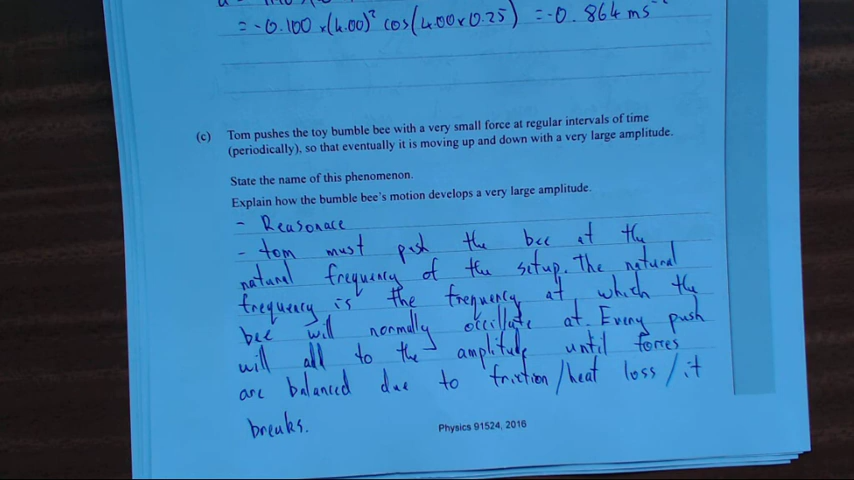 = -0.100 × (4.00)² cos(4.00×0.25) = -0.864 ms⁻²
(c) Tom pushes the toy bumble bee with a very small force at regular intervals of time
(periodically), so that eventually it is moving up and down with a very large amplitude.
State the name of this phenomenon.
Explain how the bumble bee's motion develops a very large amplitude.
- Reasonace
- tom must push the bee at the
natural frequency of the setup. The natural
frequency is the frequency at which the
bee will normally occillate at. Every push
will add to the amplitude until forces
are balanced due to friction/heat loss/it
breaks.
Physics 91524, 2016